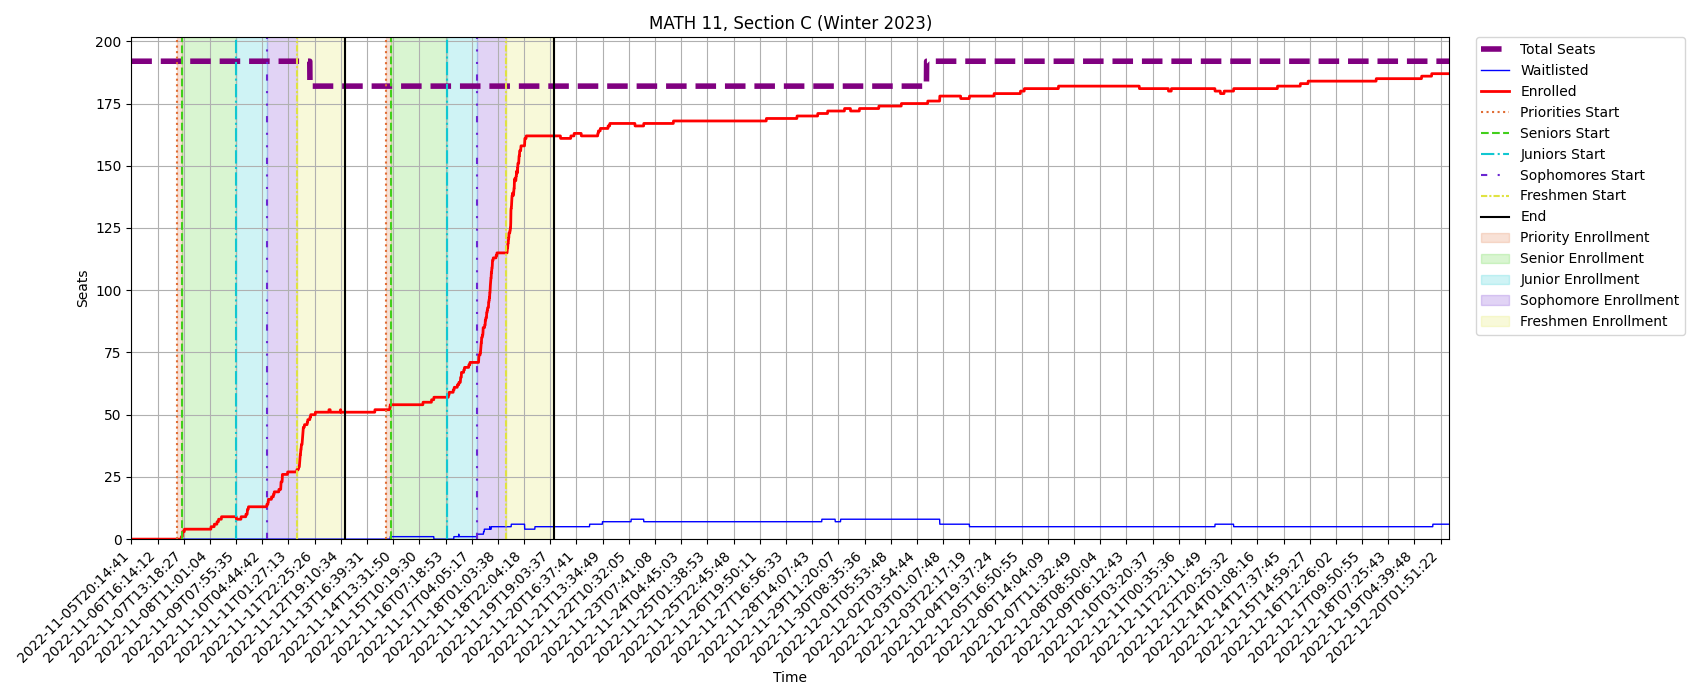 MATH 11, Section C (Winter 2023)
Seats
200
175
150
125
100
75
50
25
0
2022-11-05T20:14:41
2022-11-06T16:14:12
2022-11-07T13:18:27
2022-11-08T11:01:04
2022-11-09T07:55:35
2022-11-10T04:44:42
2022-11-11T01:27:13
2022-11-11T22:25:26
2022-11-12T19:10:34
2022-11-13T16:39:31
2022-11-14T13:31:50
2022-11-15T10:19:30
2022-11-16T07:18:53
2022-11-17T04:05:17
2022-11-18T01:03:38
2022-11-18T22:04:18
2022-11-19T19:03:37
2022-11-20T16:37:41
2022-11-21T13:34:49
2022-11-22T10:32:05
2022-11-23T07:41:08
2022-11-24T04:45:03
2022-11-25T01:38:53
2022-11-25T22:45:48
2022-11-26T19:50:11
2022-11-27T16:56:33
2022-11-28T14:07:43
2022-11-29T11:20:07
2022-11-30T08:35:36
2022-12-01T05:53:48
2022-12-02T03:54:44
2022-12-03T01:07:48
2022-12-03T22:17:19
2022-12-04T19:37:24
2022-12-05T16:50:55
2022-12-06T14:04:09
2022-12-07T11:32:49
2022-12-08T08:50:04
2022-12-09T06:12:43
2022-12-10T03:20:37
2022-12-11T00:35:36
2022-12-11T22:11:49
2022-12-12T20:25:32
2022-12-14T01:08:16
2022-12-14T17:37:45
2022-12-15T14:59:27
2022-12-16T12:26:02
2022-12-17T09:50:55
2022-12-18T07:25:43
2022-12-19T04:39:48
2022-12-20T01:51:22
Time
Total Seats
Waitlisted
Enrolled
Priorities Start
Seniors Start
Juniors Start
Sophomores Start
Freshmen Start
End
Priority Enrollment
Senior Enrollment
Junior Enrollment
Sophomore Enrollment
Freshmen Enrollment